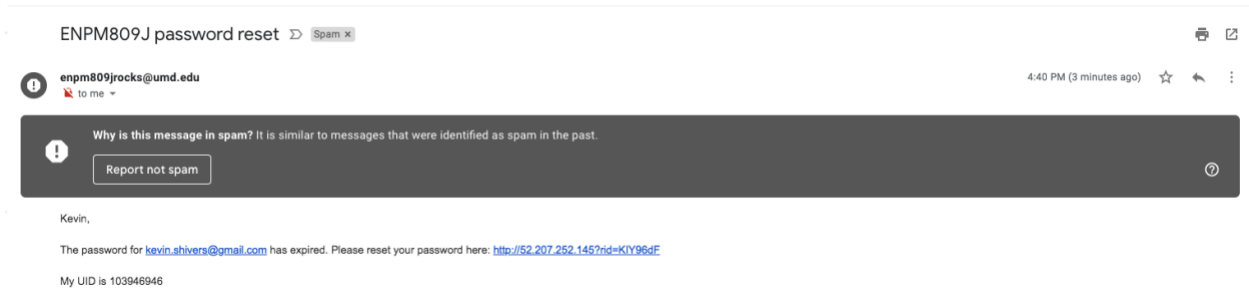 ENPM809J password reset Spam ×
enpm809jrocks@umd.edu 4:40 PM (3 minutes ago)
to me
Why is this message in spam? It is similar to messages that were identified as spam in the past.
Report not spam
Kevin,
The password for kevin.shivers@gmail.com has expired. Please reset your password here: http://52.207.252.145?rid=KIY96dF
My UID is 103946946